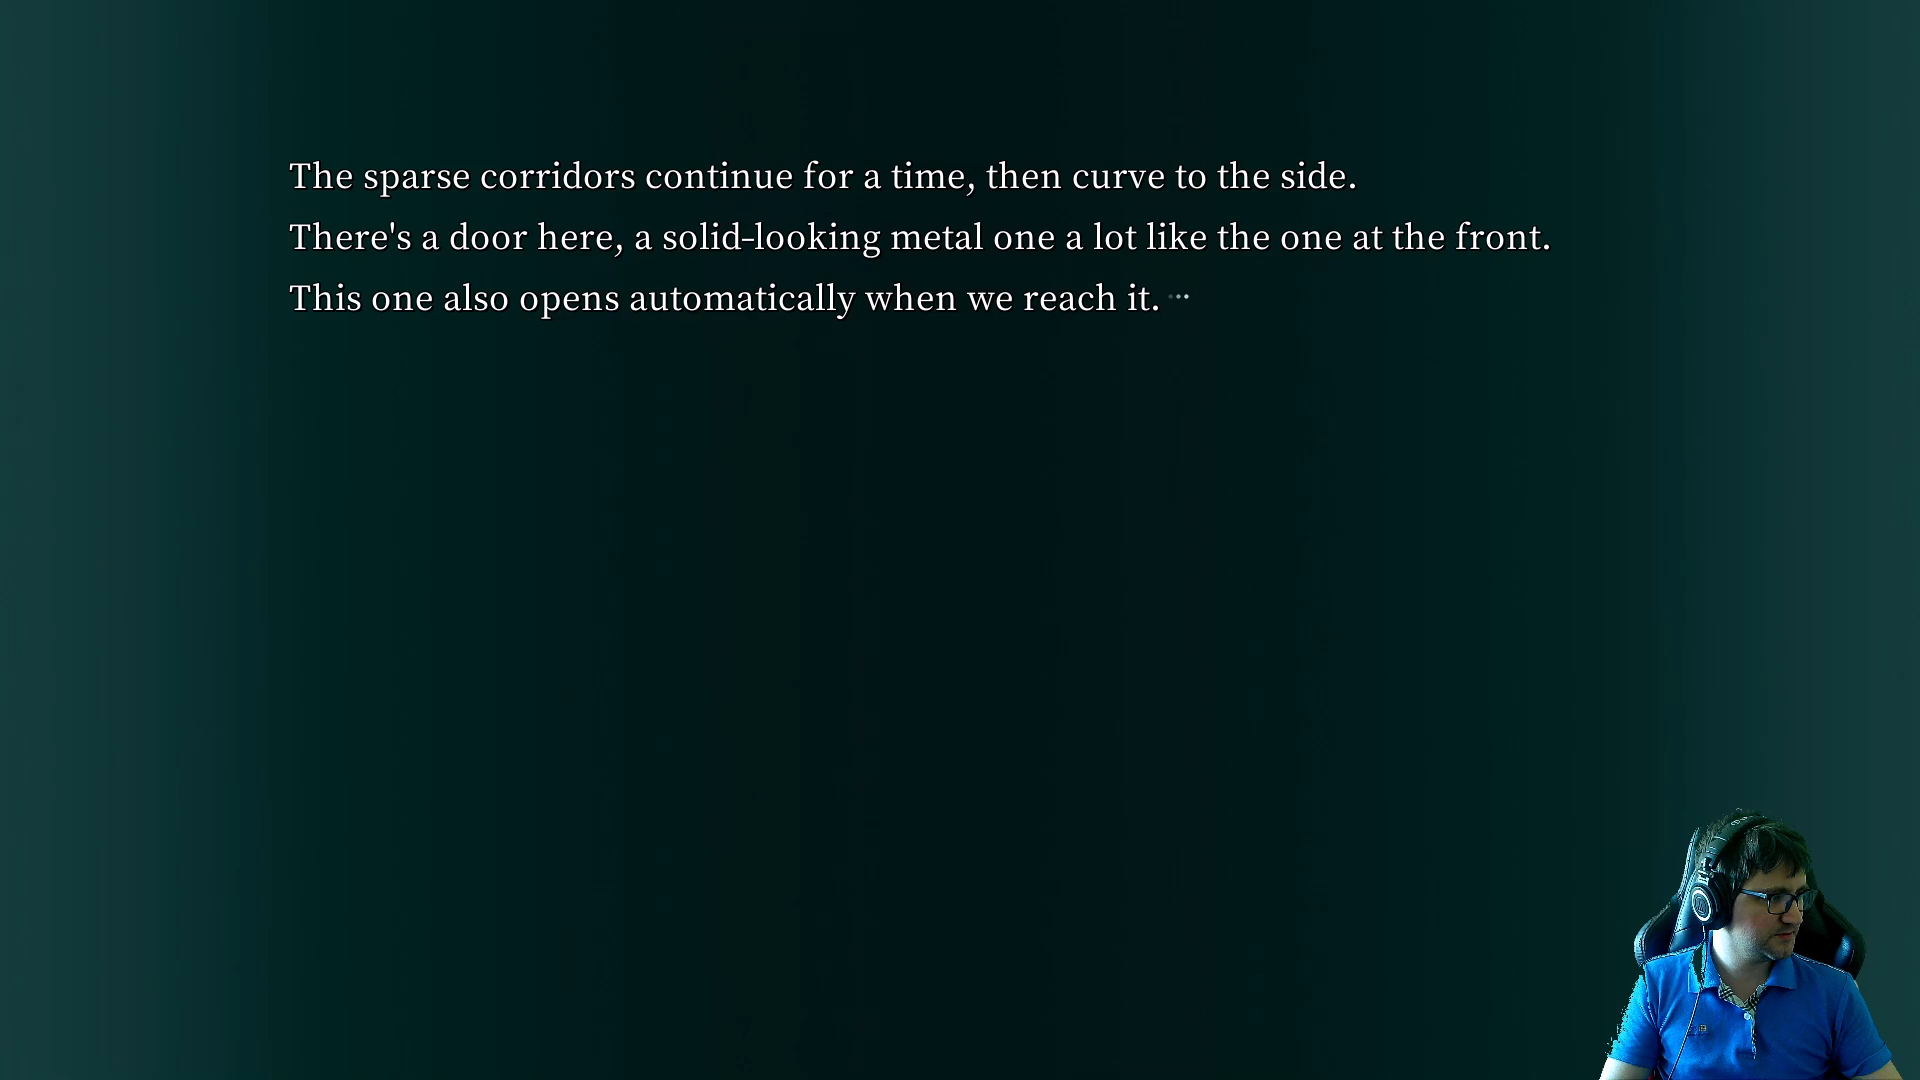 The sparse corridors continue for a time, then curve to the side.
There's a door here, a solid-looking metal one a lot like the one at the front.
This one also opens automatically when we reach it. ...